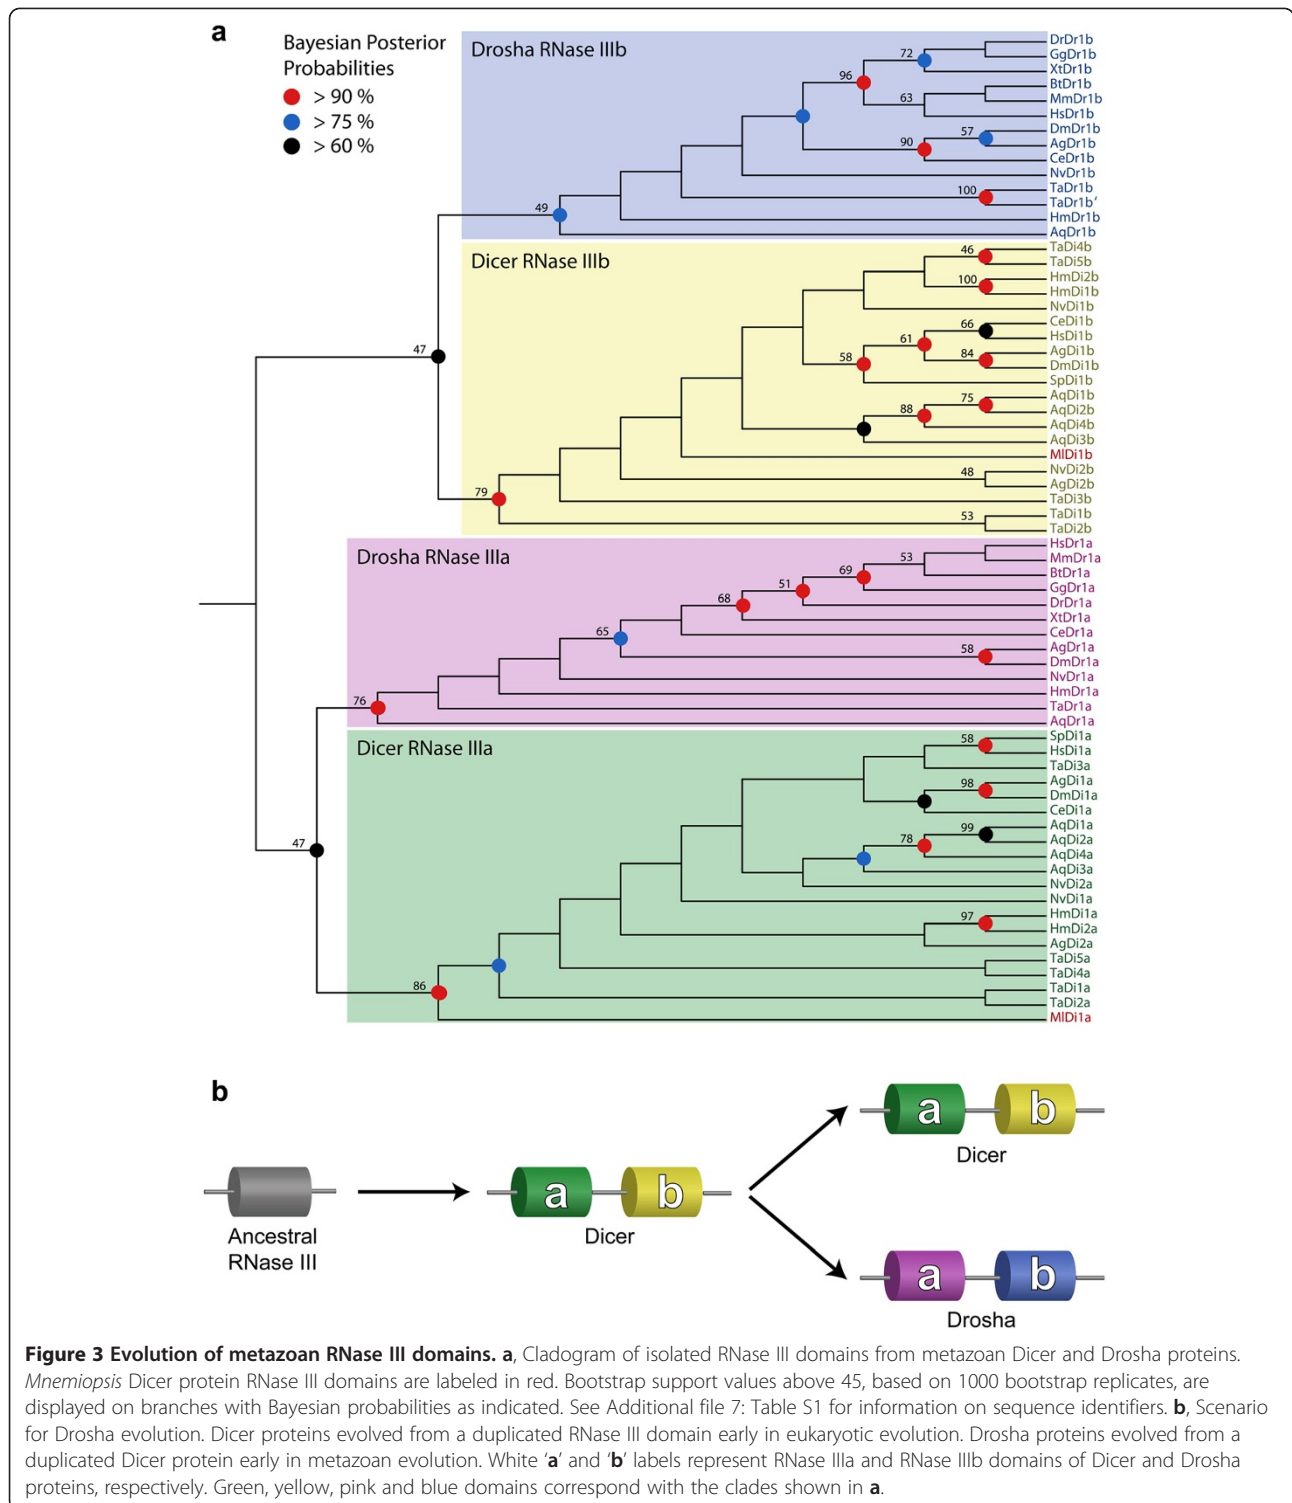 a
Bayesian Posterior
Probabilities
> 90 %
> 75 %
> 60 %
Drosha RNase IIIb
72
96
63
57
90
100
49
DrDr1b
GgDr1b
XtDr1b
BtDr1b
MmDr1b
HsDr1b
DmDr1b
AgDr1b
CeDr1b
NvDr1b
TaDr1b
TaDr1b′
HmDr1b
AqDr1b
47
Dicer RNase IIIb
46
100
66
61
84
58
75
88
48
79
53
TaDi4b
TaDi5b
HmDi2b
HmDi1b
NvDi1b
CeDi1b
HsDi1b
AgDi1b
DmDi1b
SpDi1b
AqDi1b
AqDi2b
AqDi4b
AqDi3b
MlDi1b
NvDi2b
AgDi2b
TaDi3b
TaDi1b
TaDi2b
Drosha RNase IIIa
53
69
51
68
65
58
76
HsDr1a
MmDr1a
BtDr1a
GgDr1a
DrDr1a
XtDr1a
CeDr1a
AgDr1a
DmDr1a
NvDr1a
HmDr1a
TaDr1a
AqDr1a
47
Dicer RNase IIIa
58
98
99
78
97
86
SpDi1a
HsDi1a
TaDi3a
AgDi1a
DmDi1a
CeDi1a
AqDi1a
AqDi2a
AqDi4a
AqDi3a
NvDi2a
NvDi1a
HmDi1a
HmDi2a
AgDi2a
TaDi5a
TaDi4a
TaDi1a
TaDi2a
MlDi1a
b
Ancestral
RNase III
a b
Dicer
a b
Dicer
a b
Drosha
Figure 3 Evolution of metazoan RNase III domains. a, Cladogram of isolated RNase III domains from metazoan Dicer and Drosha proteins.
Mnemiopsis Dicer protein RNase III domains are labeled in red. Bootstrap support values above 45, based on 1000 bootstrap replicates, are
displayed on branches with Bayesian probabilities as indicated. See Additional file 7: Table S1 for information on sequence identifiers. b, Scenario
for Drosha evolution. Dicer proteins evolved from a duplicated RNase III domain early in eukaryotic evolution. Drosha proteins evolved from a
duplicated Dicer protein early in metazoan evolution. White ‘a’ and ‘b’ labels represent RNase IIIa and RNase IIIb domains of Dicer and Drosha
proteins, respectively. Green, yellow, pink and blue domains correspond with the clades shown in a.